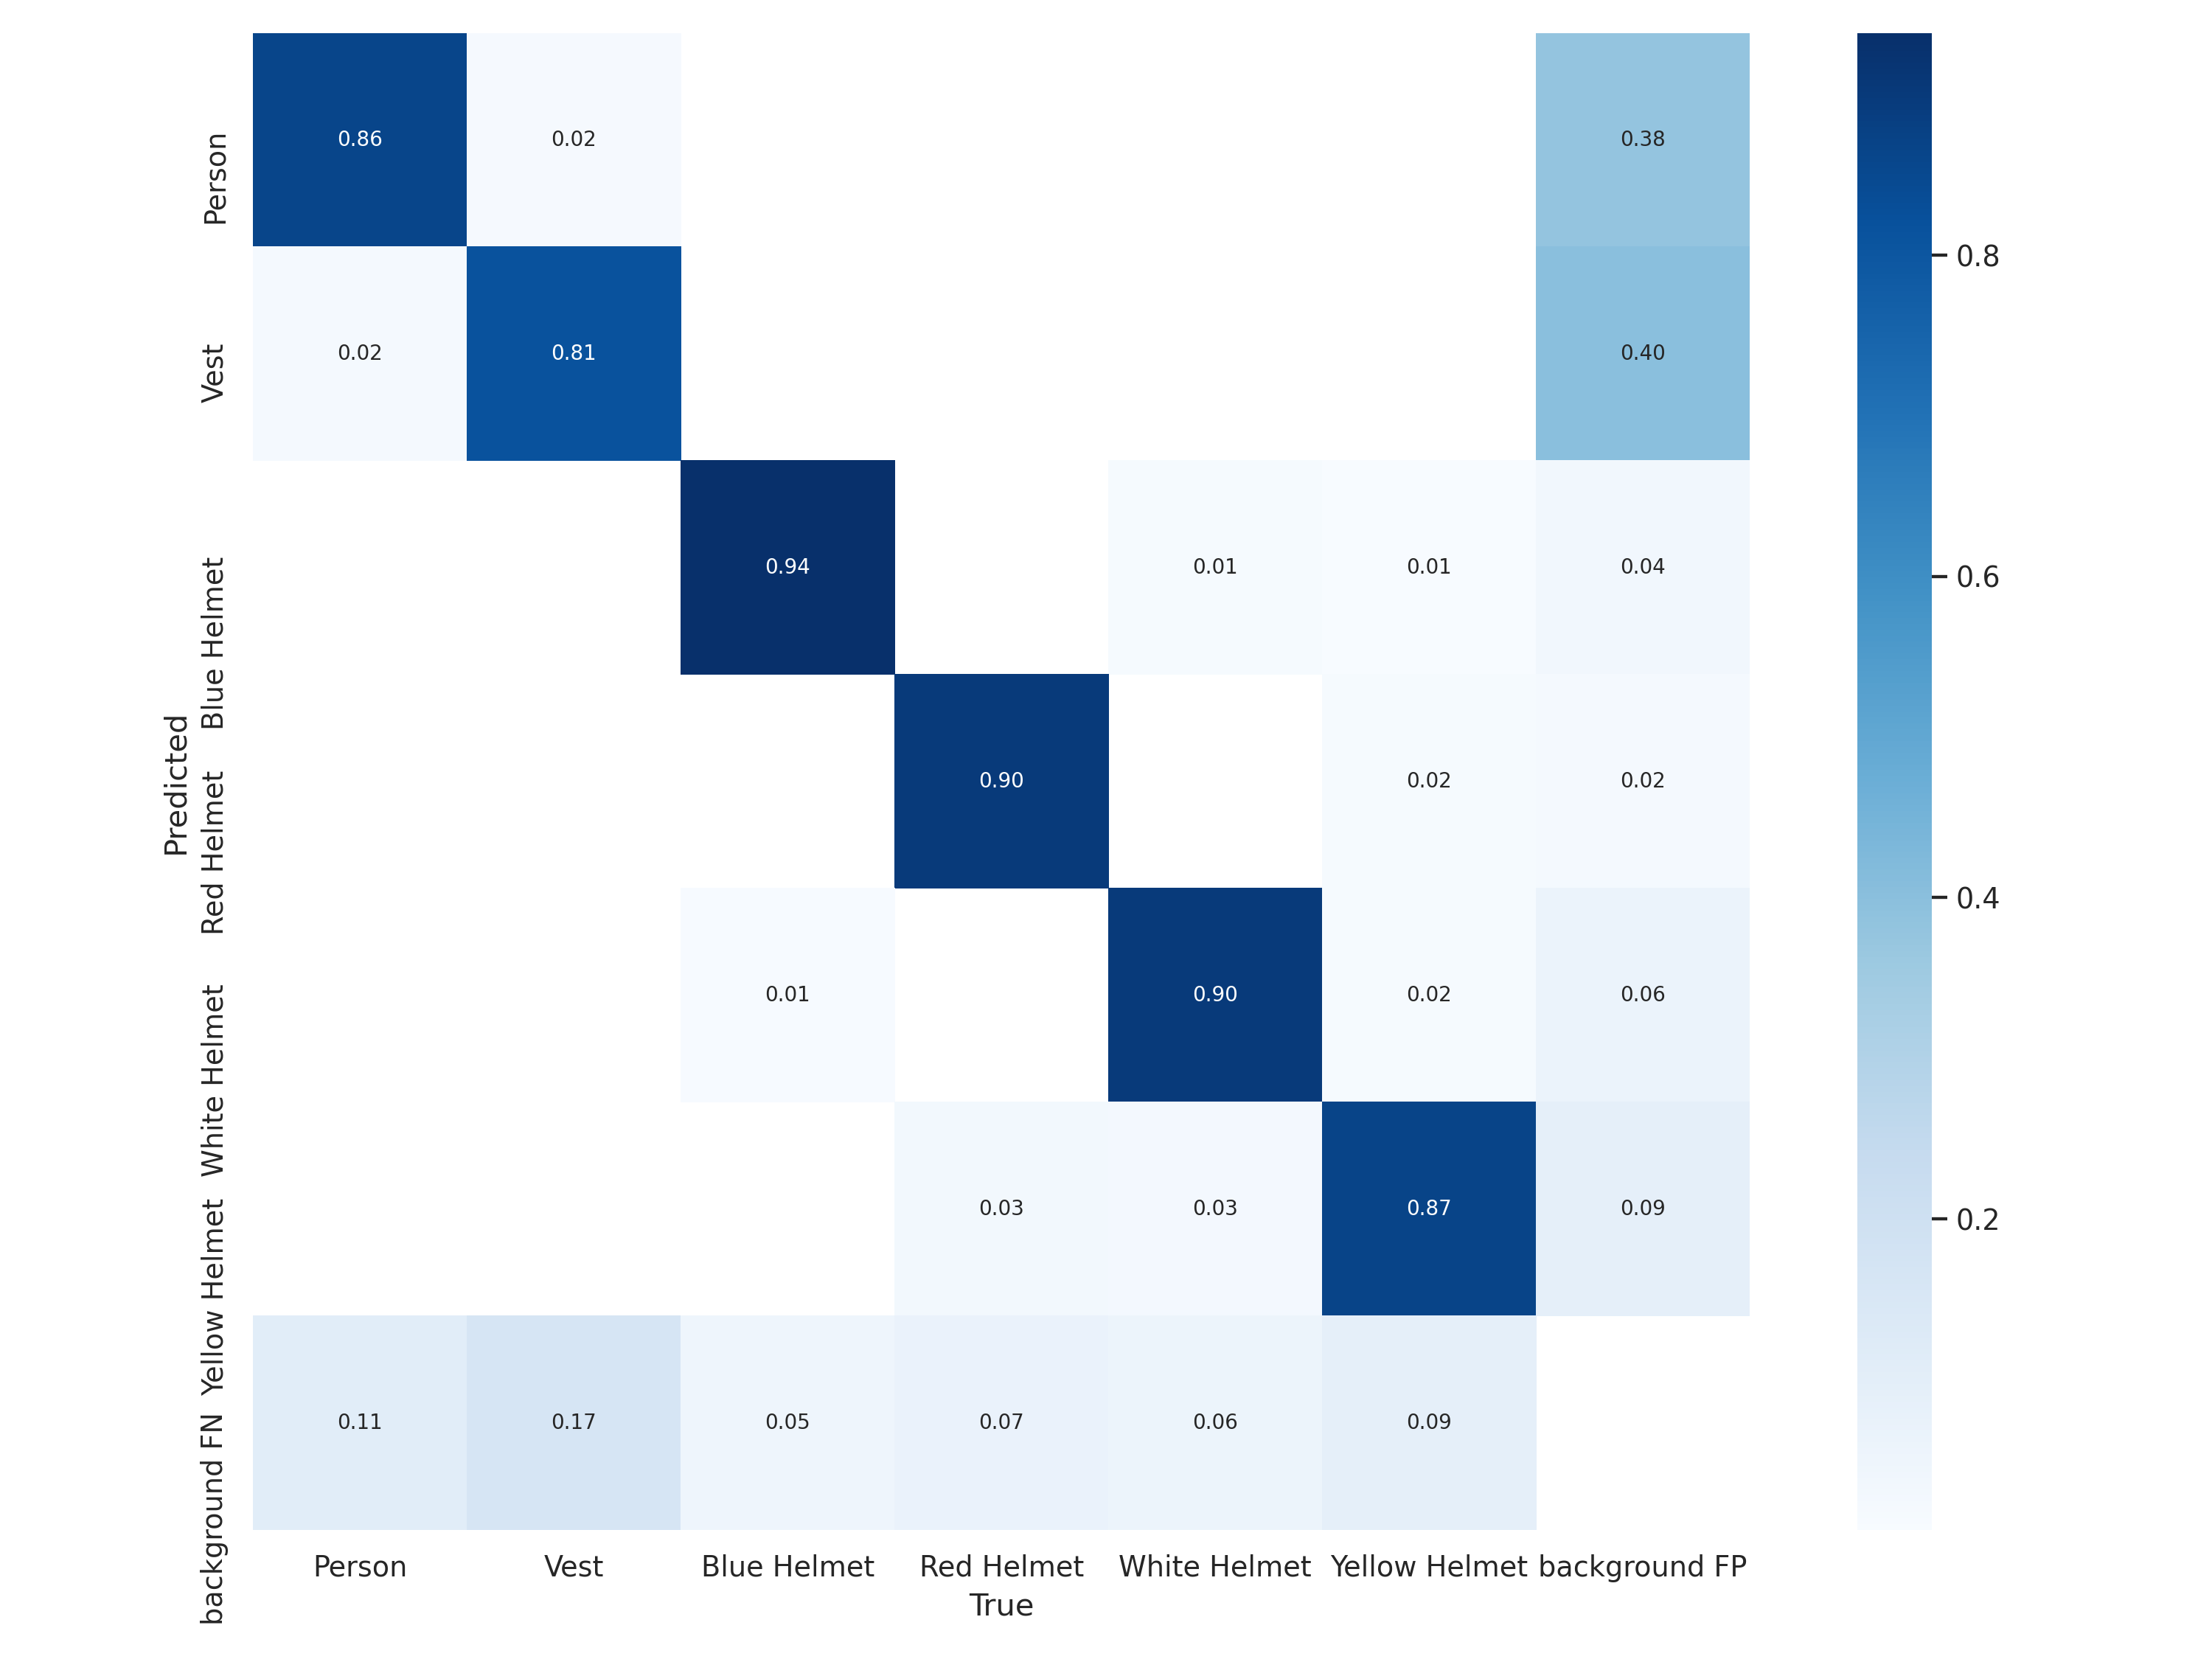 Person 0.86 0.02 0.38 0.8
Vest 0.02 0.81 0.40
Blue Helmet 0.94 0.01 0.01 0.04 0.6
Predicted
Red Helmet 0.90 0.02 0.02 0.4
White Helmet 0.01 0.90 0.02 0.06
Yellow Helmet 0.03 0.03 0.87 0.09 0.2
background FN 0.11 0.17 0.05 0.07 0.06 0.09
Person Vest Blue Helmet Red Helmet White Helmet Yellow Helmet background FP
True